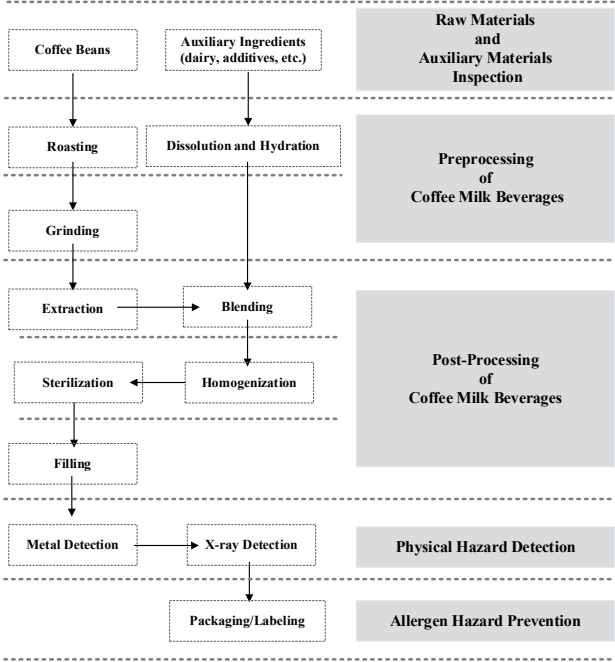 Coffee Beans
Auxiliary Ingredients
(dairy, additives, etc.)
Raw Materials
and
Auxiliary Materials
Inspection
Roasting
Dissolution and Hydration
Preprocessing
of
Coffee Milk Beverages
Grinding
Extraction
Blending
Sterilization
Homogenization
Post-Processing
of
Coffee Milk Beverages
Filling
Metal Detection
X-ray Detection
Physical Hazard Detection
Packaging/Labeling
Allergen Hazard Prevention